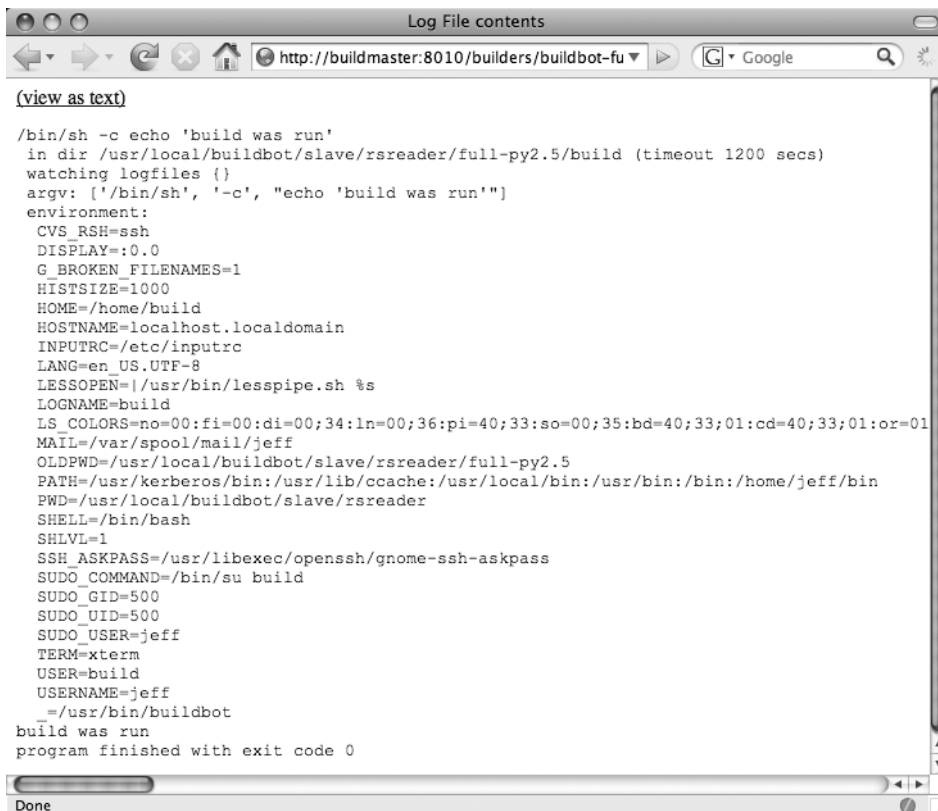 Log File contents
http://buildmaster:8010/builders/buildbot-fu
G Google
(view as text)
/bin/sh -c echo 'build was run'
in dir /usr/local/buildbot/slave/rsreader/full-py2.5/build (timeout 1200 secs)
watching logfiles {}
argv: ['/bin/sh', '-c', "echo 'build was run'"]
environment:
CVS_RSH=ssh
DISPLAY=:0.0
G_BROKEN_FILENAMES=1
HISTSIZE=1000
HOME=/home/build
HOSTNAME=localhost.localdomain
INPUTRC=/etc/inputrc
LANG=en_US.UTF-8
LESSOPEN=|/usr/bin/lesspipe.sh %s
LOGNAME=build
LS_COLORS=no=00:fi=00:di=00;34:ln=00;36:pi=40;33:so=00;35:bd=40;33;01:cd=40;33;01:or=01
MAIL=/var/spool/mail/jeff
OLDPWD=/usr/local/buildbot/slave/rsreader/full-py2.5
PATH=/usr/kerberos/bin:/usr/lib/ccache:/usr/local/bin:/usr/bin:/bin:/home/jeff/bin
PWD=/usr/local/buildbot/slave/rsreader
SHELL=/bin/bash
SHLVL=1
SSH_ASKPASS=/usr/libexec/openssh/gnome-ssh-askpass
SUDO_COMMAND=/bin/su build
SUDO_GID=500
SUDO_UID=500
SUDO_USER=jeff
TERM=xterm
USER=build
USERNAME=jeff
_=/usr/bin/buildbot
build was run
program finished with exit code 0
Done